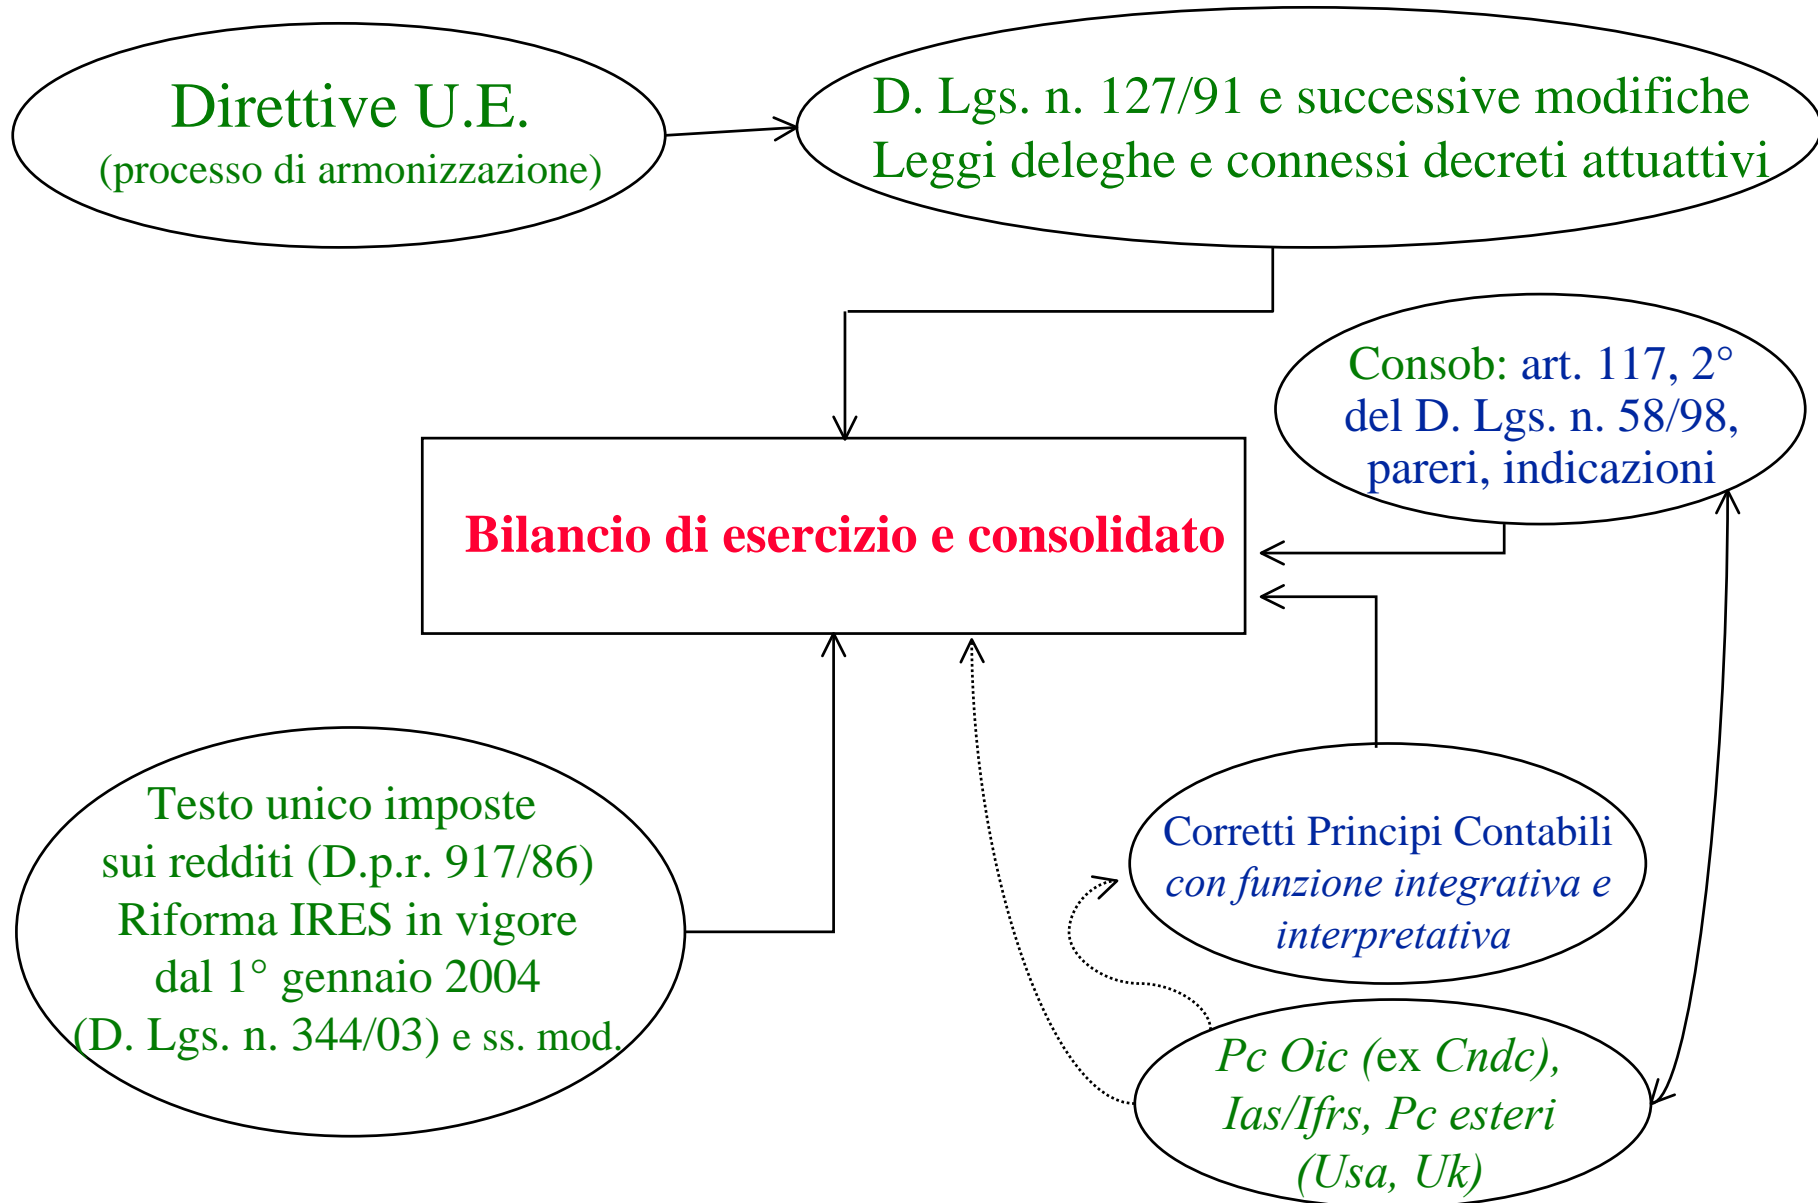 Direttive U.E.
(processo di armonizzazione)
D. Lgs. n. 127/91 e successive modifiche
Leggi deleghe e connessi decreti attuattivi
Consob: art. 117, 2°
del D. Lgs. n. 58/98,
pareri, indicazioni
Bilancio di esercizio e consolidato
Testo unico imposte
sui redditi (D.p.r. 917/86)
Riforma IRES in vigore
dal 1° gennaio 2004
(D. Lgs. n. 344/03) e ss. mod.
Corretti Principi Contabili
con funzione integrativa e
interpretativa
Pc Oic (ex Cndc),
Ias/Ifrs, Pc esteri
(Usa, Uk)